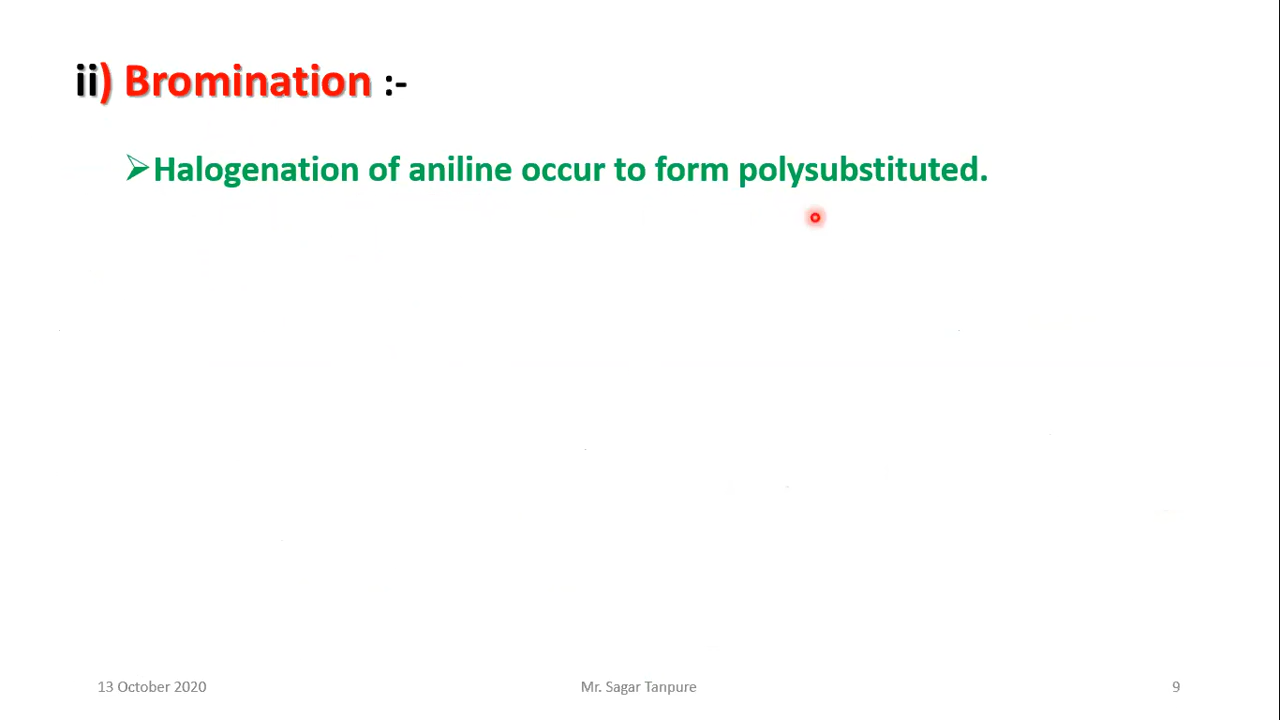 ii) Bromination :-
➢Halogenation of aniline occur to form polysubstituted.
13 October 2020
Mr. Sagar Tanpure
9